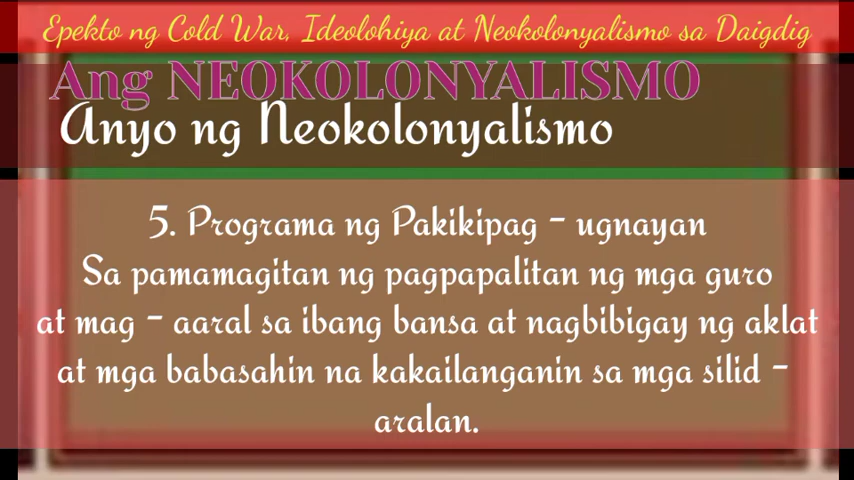 Epekto ng Cold War, Ideolohiya at Neokolonyalismo sa Daigdig
Ang NEOKOLONYALISMO
Anyo ng Neokolonyalismo
5. Programa ng Pakikipag - ugnayan
Sa pamamagitan ng pagpapalitan ng mga guro
at mag - aaral sa ibang bansa at nagbibigay ng aklat
at mga babasahin na kakailanganin sa mga silid -
aralan.